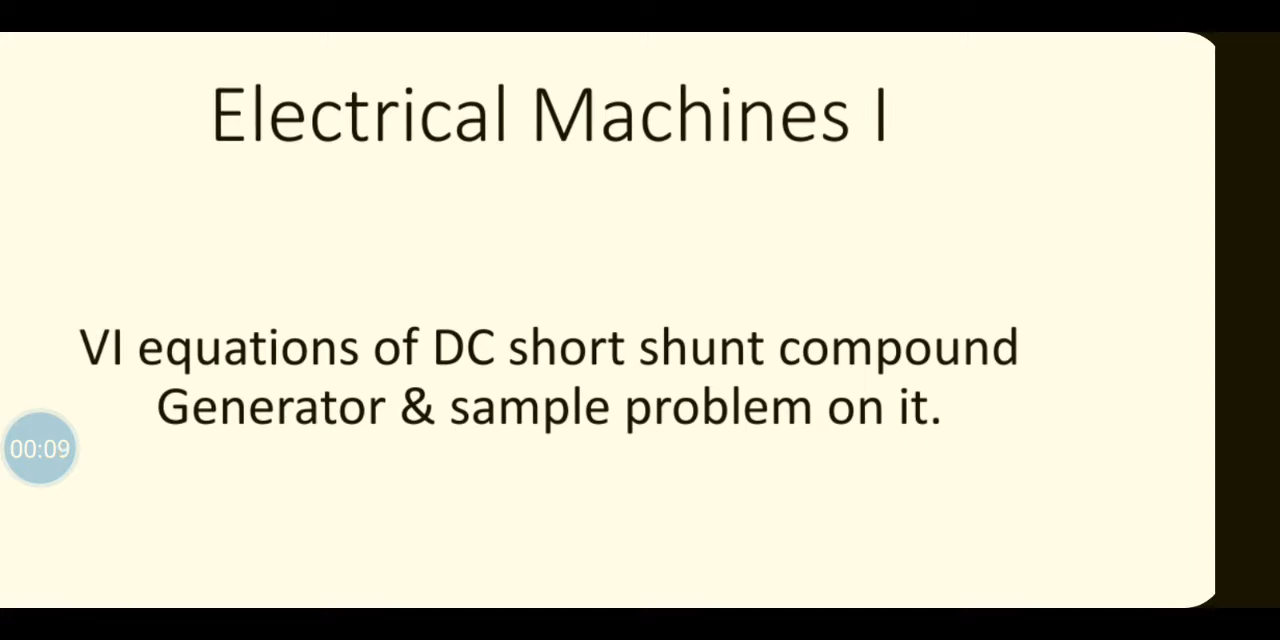 Electrical Machines I
VI equations of DC short shunt compound
Generator & sample problem on it.
00:09